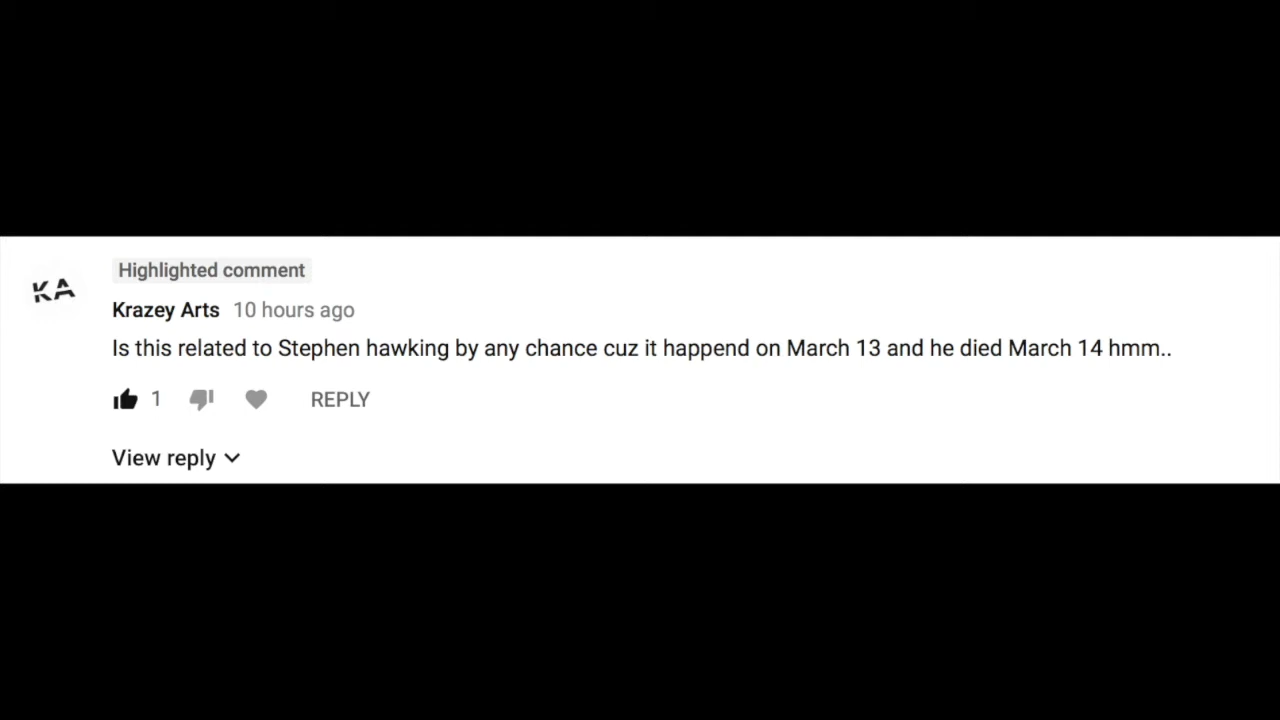 Highlighted comment
KA
Krazey Arts 10 hours ago
Is this related to Stephen hawking by any chance cuz it happend on March 13 and he died March 14 hmm..
1 REPLY
View reply